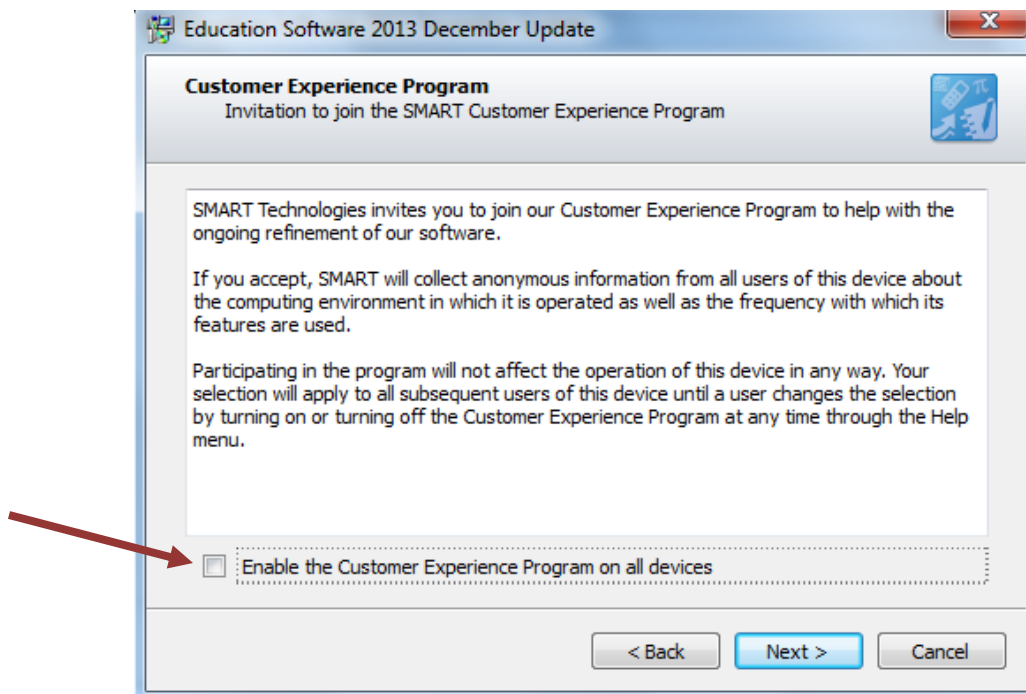 Education Software 2013 December Update
x
Customer Experience Program
Invitation to join the SMART Customer Experience Program
π
SMART Technologies invites you to join our Customer Experience Program to help with the
ongoing refinement of our software.
If you accept, SMART will collect anonymous information from all users of this device about
the computing environment in which it is operated as well as the frequency with which its
features are used.
Participating in the program will not affect the operation of this device in any way. Your
selection will apply to all subsequent users of this device until a user changes the selection
by turning on or turning off the Customer Experience Program at any time through the Help
menu.
Enable the Customer Experience Program on all devices
< Back Next > Cancel